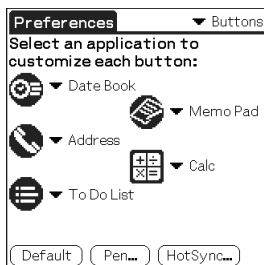 Preferences
Buttons
Select an application to
customize each button:
Date Book
Memo Pad
Address
Calc
To Do List
Default Pen... HotSync...